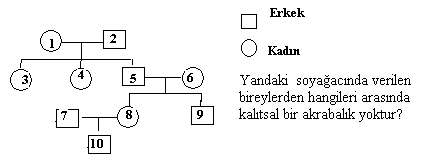 Erkek
Kadın
1
2
3
4
5
6
7
8
9
10
Yandaki soyağacında verilen
bireylerden hangileri arasında
kalıtsal bir akrabalık yoktur?